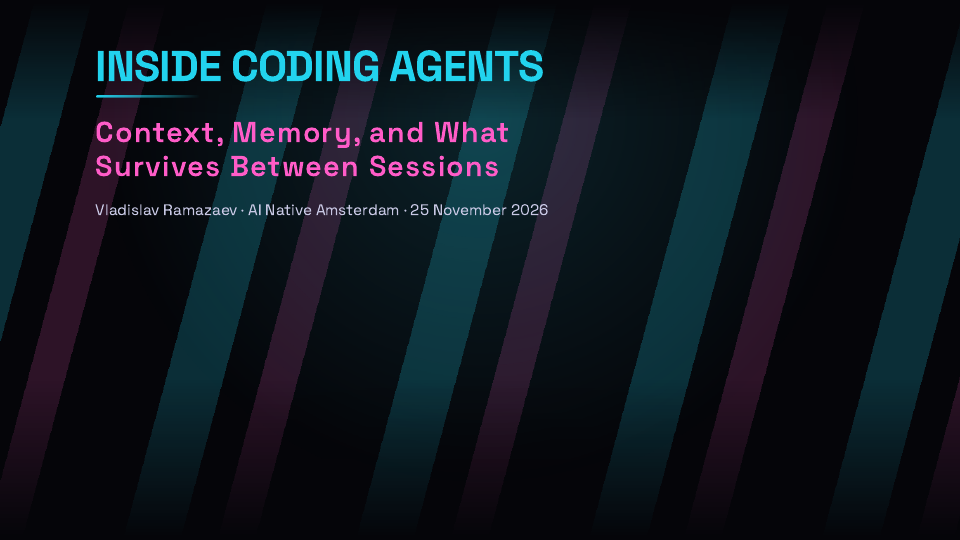 INSIDE CODING AGENTS
Context, Memory, and What
Survives Between Sessions
Vladislav Ramazaev · AI Native Amsterdam · 25 November 2026